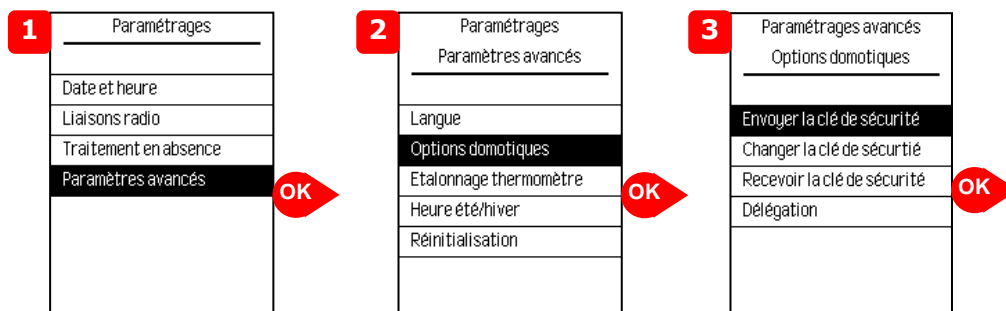 1
Paramétrages
Date et heure
Liaisons radio
Traitement en absence
Paramètres avancés
OK
2
Paramétrages
Paramètres avancés
Langue
Options domotiques
Etalonnage thermomètre
Heure été/hiver
Réinitialisation
OK
3
Paramétrages avancés
Options domotiques
Envoyer la clé de sécurité
Changer la clé de sécurtié
Recevoir la clé de sécurité
Délégation
OK